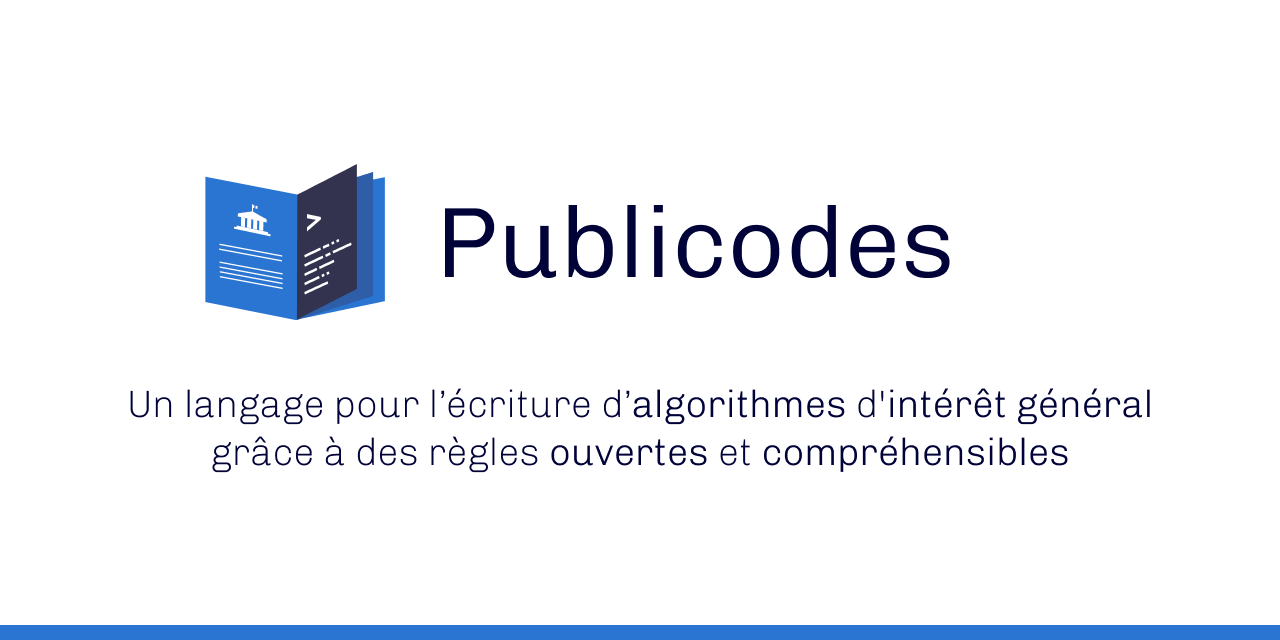 Publicodes
Un langage pour l’écriture d’algorithmes d'intérêt général
grâce à des règles ouvertes et compréhensibles